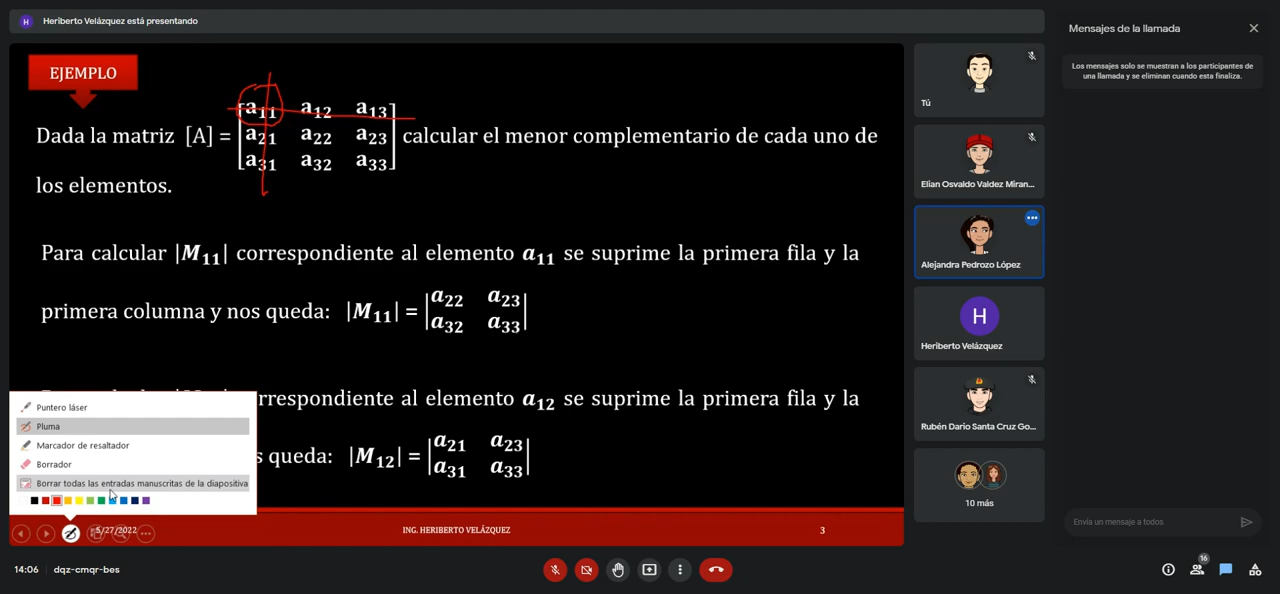 H Heriberto Velázquez está presentando
EJEMPLO
Dada la matriz [A] = [a11 a12 a13
a21 a22 a23
a31 a32 a33] calcular el menor complementario de cada uno de
los elementos.
Para calcular |M11| correspondiente al elemento a11 se suprime la primera fila y la
primera columna y nos queda: |M11| = |a22 a23
a32 a33|
rrespondiente al elemento a12 se suprime la primera fila y la
s queda: |M12| = |a21 a23
a31 a33|
Puntero láser
Pluma
Marcador de resaltador
Borrador
Borrar todas las entradas manuscritas de la diapositiva
5/27/2022
ING. HERIBERTO VELÁZQUEZ
3
Tú
Elian Osvaldo Valdez Miran...
Alejandra Pedrozo López
H
Heriberto Velázquez
Rubén Dario Santa Cruz Go...
10 más
Mensajes de la llamada
Los mensajes solo se muestran a los participantes de
una llamada y se eliminan cuando esta finaliza.
Envía un mensaje a todos
14:06 dqz-cmqr-bes
16